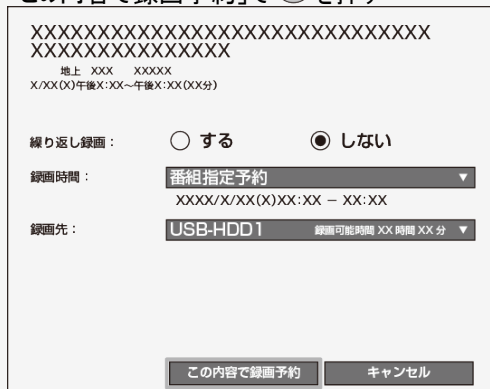 この内容で録画予約」で を押す
XXXXXXXXXXXXXXXXXXXXXXXXXXXXXX
XXXXXXXXXXXXXXX
地上 XXX XXXXX
X/XX(X)午後X:XX～午後X:XX(XX分)
繰り返し録画： する しない
録画時間： 番組指定予約 ▼
XXXX/X/XX(X)XX:XX － XX:XX
録画先： USB-HDD1 録画可能時間 XX 時間 XX 分 ▼
この内容で録画予約 キャンセル